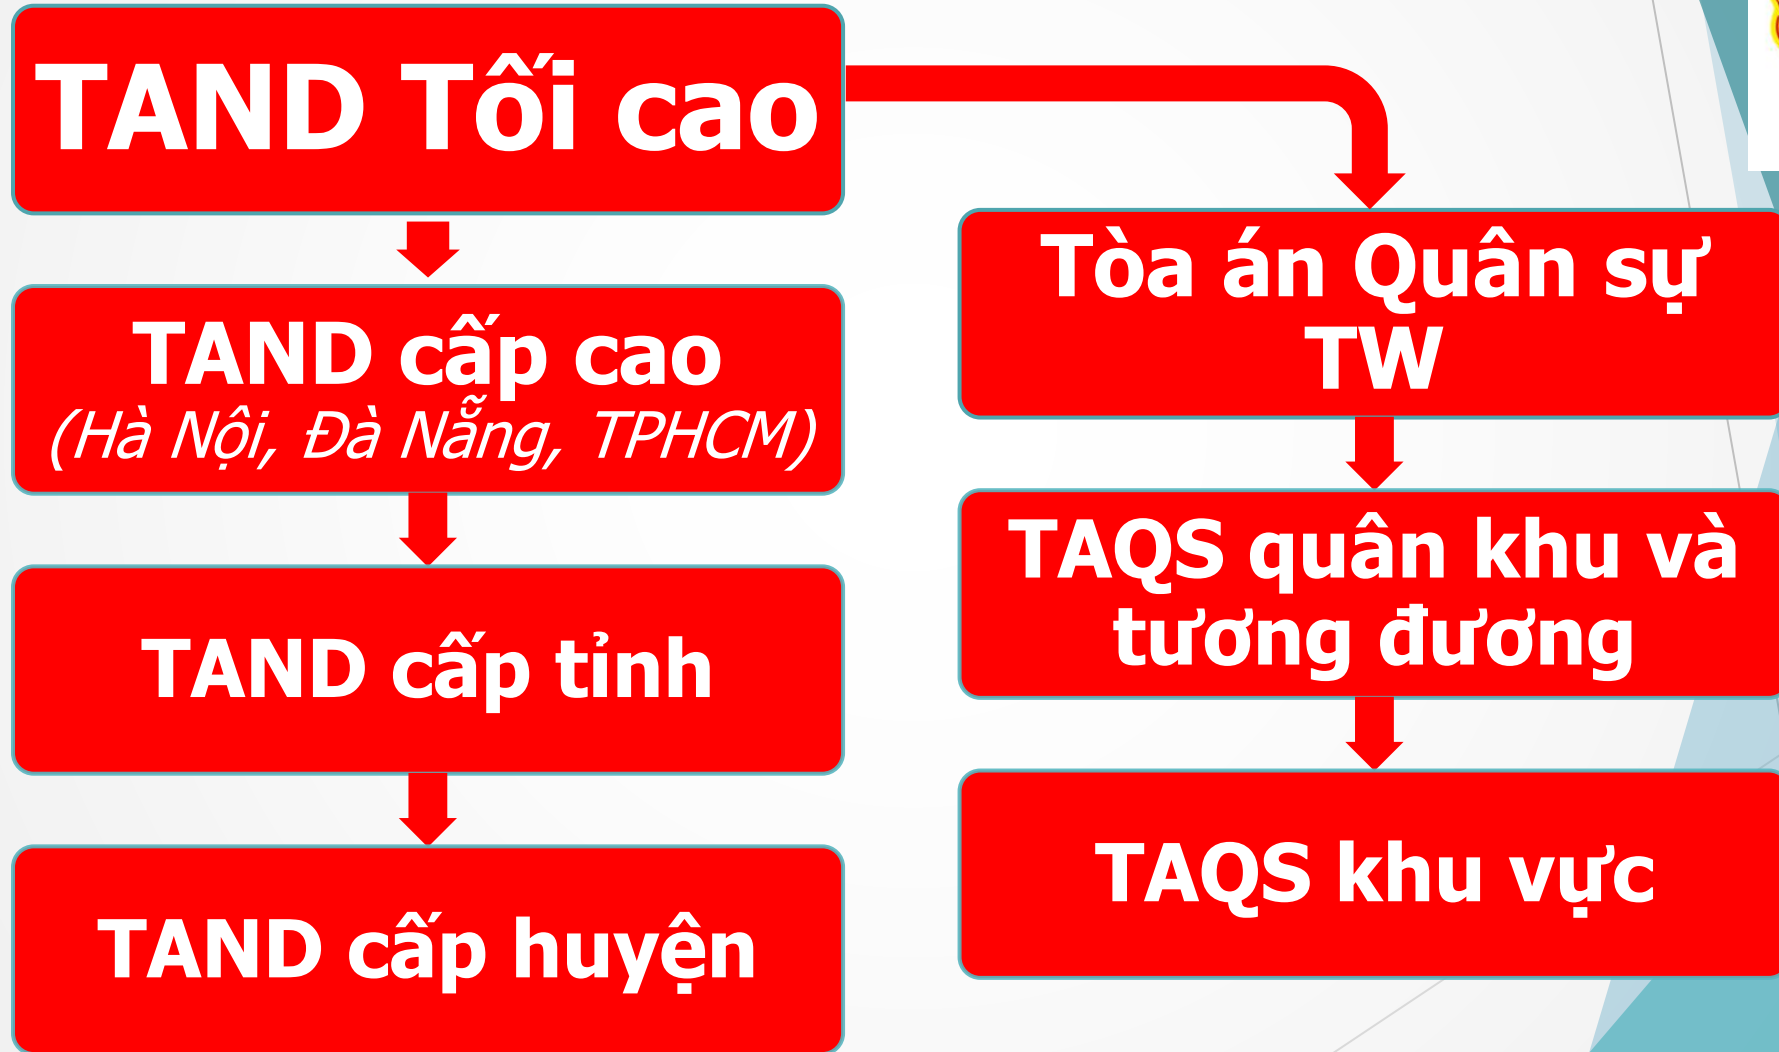 TAND Tối cao
TAND cấp cao
(Hà Nội, Đà Nẵng, TPHCM)
TAND cấp tỉnh
TAND cấp huyện
Tòa án Quân sự
TW
TAQS quân khu và
tương đương
TAQS khu vực